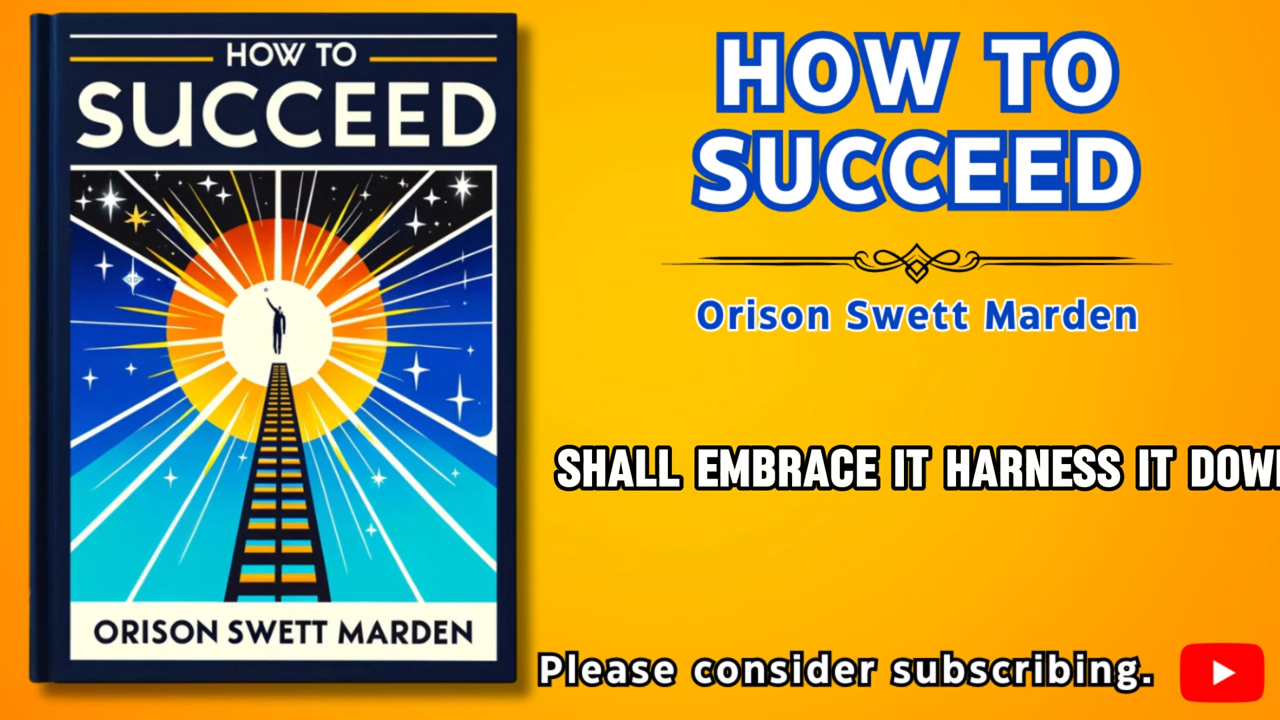 HOW TO
SUCCEED
ORISON SWETT MARDEN
HOW TO
SUCCEED
Orison Swett Marden
SHALL EMBRACE IT HARNESS IT
Please consider subscribing.